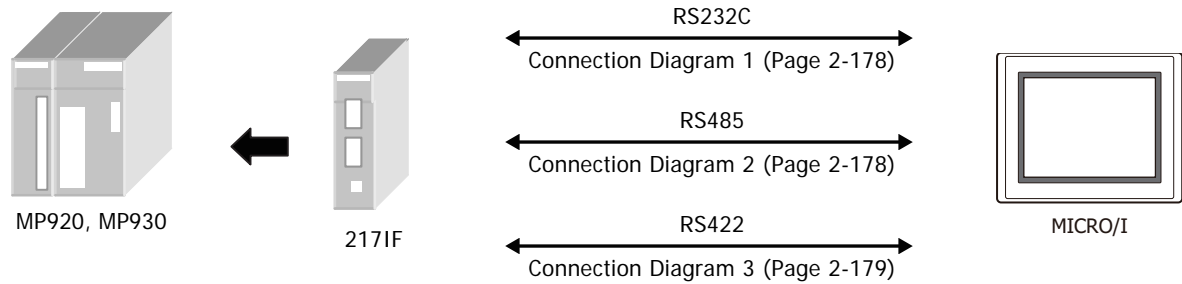 RS232C
Connection Diagram 1 (Page 2-178)
RS485
Connection Diagram 2 (Page 2-178)
MP920, MP930
217IF
RS422
MICRO/I
Connection Diagram 3 (Page 2-179)